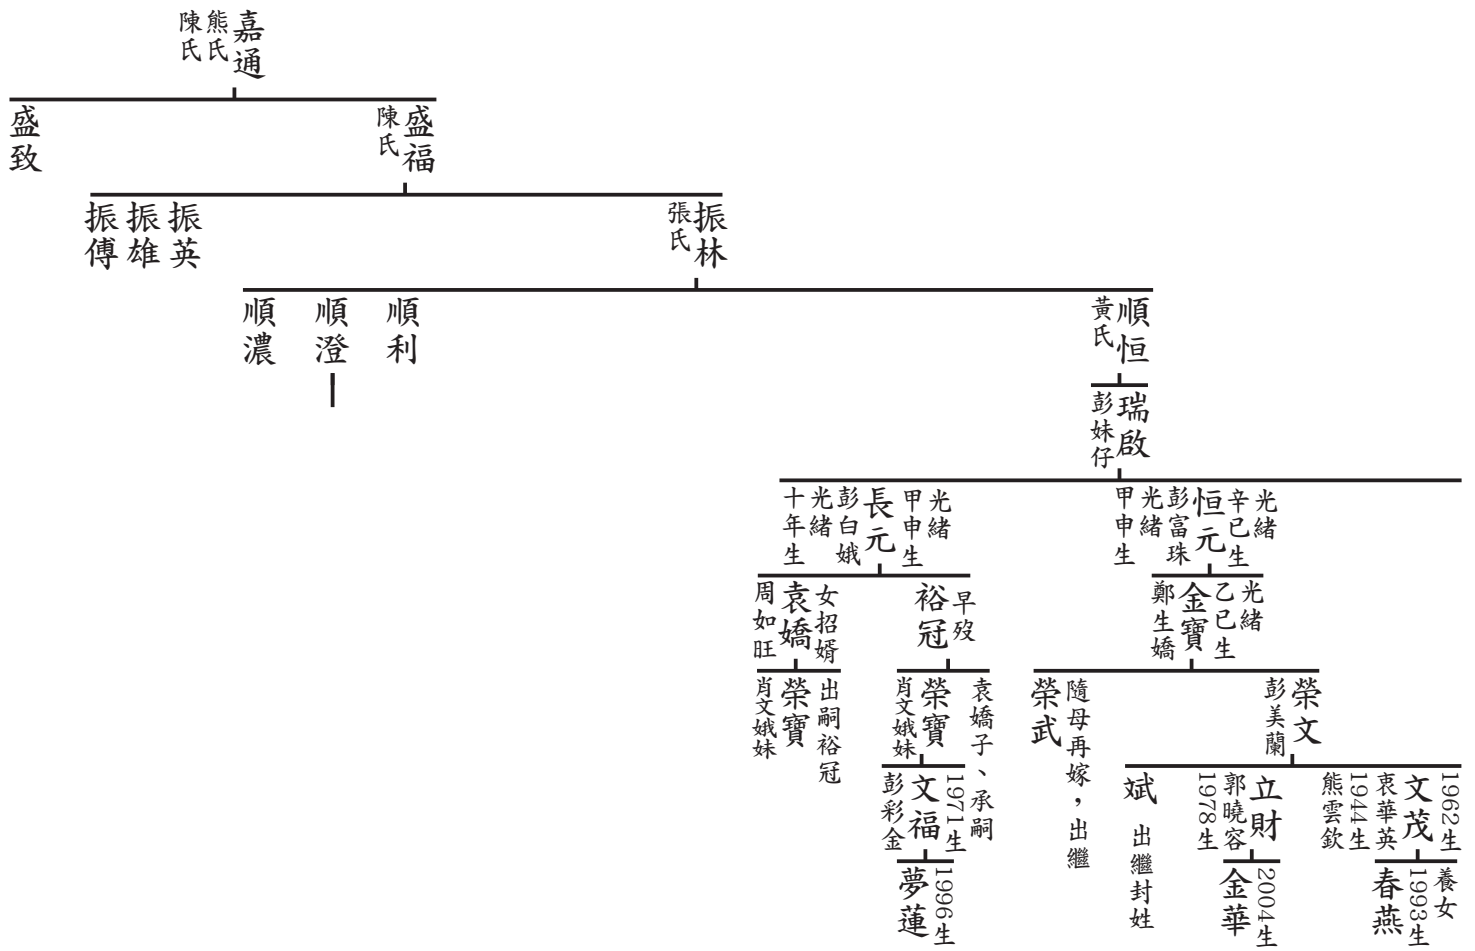 嘉通
熊氏
陳氏
盛福
陳氏
盛致
振林
張氏
振英
振雄
振傅
順恒
黃氏
順利
順澄
順濃
瑞啟
彭妹仔
光緒
辛巳生
恒元
彭富珠
光緒
甲申生
光緒
甲申生
長元
彭白娥
光緒
十年生
光緒
乙巳生
金寶
鄭生嬌
早歿
裕冠
女招婿
袁嬌
周如旺
榮文
彭美蘭
隨母再嫁，出繼
榮武
袁嬌子、承嗣
榮寶
肖文娥妹
出嗣裕冠
榮寶
肖文娥妹
1962生
文茂
衷華英
1944生
熊雲欽
立財
郭曉容
1978生
斌
出繼封姓
1971生
文福
彭彩金
養女
1993生
春燕
2004生
金華
1996生
夢蓮